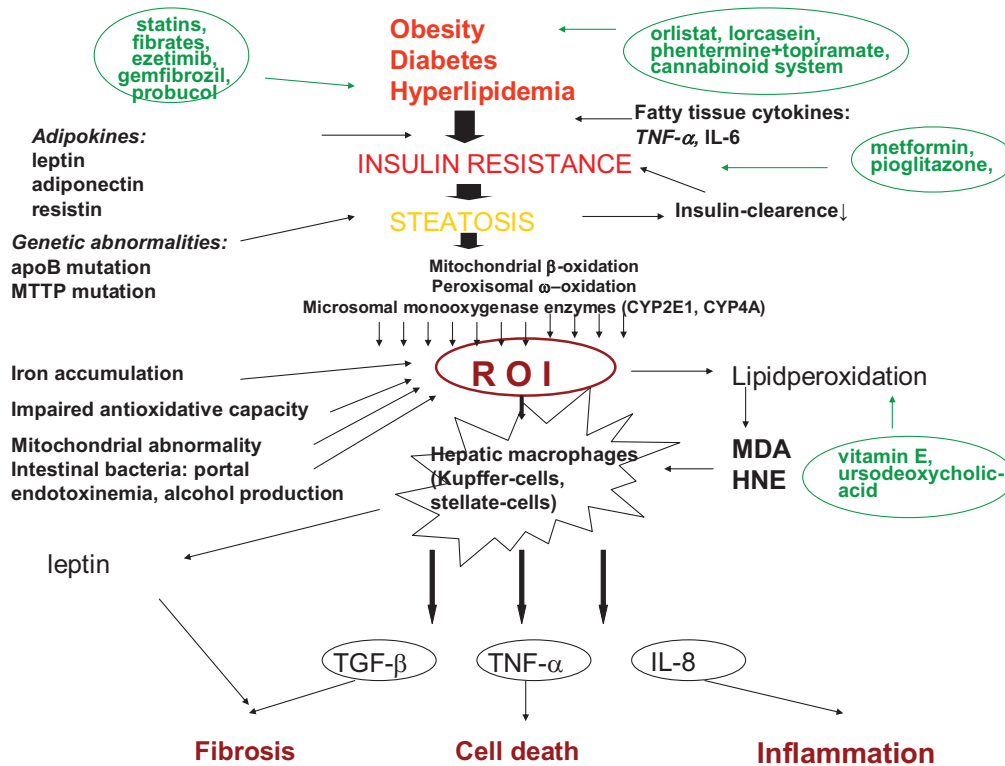 statins,
fibrates,
ezetimib,
gemfibrozil,
probucol
Obesity
Diabetes
Hyperlipidemia
orlistat, lorcasein,
phentermine+topiramate,
cannabinoid system
Adipokines:
leptin
adiponectin
resistin
Fatty tissue cytokines:
TNF-α, IL-6
metformin,
pioglitazone,
INSULIN RESISTANCE
Insulin-clearence↓
STEATOSIS
Genetic abnormalities:
apoB mutation
MTTP mutation
Mitochondrial β-oxidation
Peroxisomal ω–oxidation
Microsomal monooxygenase enzymes (CYP2E1, CYP4A)
R O I
Iron accumulation
Impaired antioxidative capacity
Mitochondrial abnormality
Intestinal bacteria: portal
endotoxinemia, alcohol production
Lipidperoxidation
MDA
HNE
vitamin E,
ursodeoxycholic-
acid
Hepatic macrophages
(Kupffer-cells,
stellate-cells)
leptin
TGF-β
TNF-α
IL-8
Fibrosis
Cell death
Inflammation